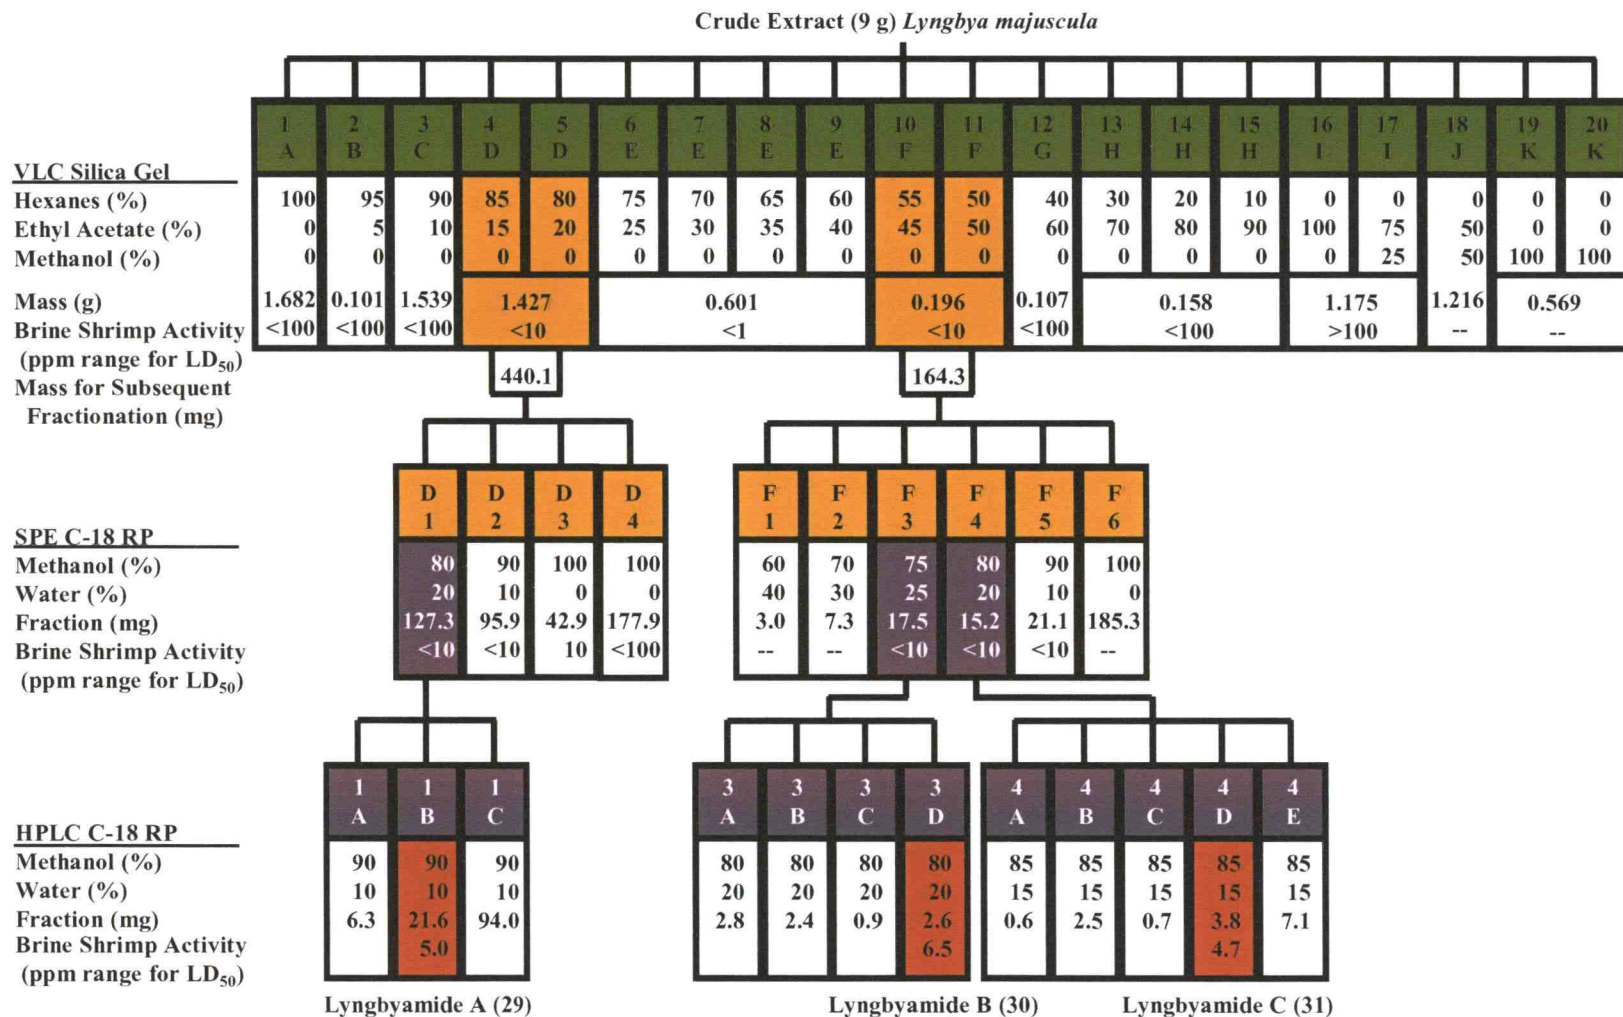 Crude Extract (9 g) Lyngbya majuscula
1 2 3 4 5 6 7 8 9 10 11 12 13 14 15 16 17 18 19 20
A B C D D E E E E F F G H H H I I J K K
VLC Silica Gel
Hexanes (%) 100 95 90 85 80 75 70 65 60 55 50 40 30 20 10 0 0 0 0 0
Ethyl Acetate (%) 0 5 10 15 20 25 30 35 40 45 50 60 70 80 90 100 75 50 0 0
Methanol (%) 0 0 0 0 0 0 0 0 0 0 0 0 0 0 0 0 25 50 100 100
Mass (g) 1.682 0.101 1.539 1.427 0.601 0.196 0.107 0.158 1.175 1.216 0.569
Brine Shrimp Activity <100 <100 <100 <10 <1 <10 <100 <100 >100 -- --
(ppm range for LD50)
Mass for Subsequent 440.1 164.3
Fractionation (mg)
D D D D F F F F F F
1 2 3 4 1 2 3 4 5 6
SPE C-18 RP
Methanol (%) 80 90 100 100 60 70 75 80 90 100
Water (%) 20 10 0 0 40 30 25 20 10 0
Fraction (mg) 127.3 95.9 42.9 177.9 3.0 7.3 17.5 15.2 21.1 185.3
Brine Shrimp Activity <10 <10 10 <100 -- -- <10 <10 <10 --
(ppm range for LD50)
1 1 1 3 3 3 3 4 4 4 4 4
A B C A B C D A B C D E
HPLC C-18 RP
Methanol (%) 90 90 90 80 80 80 80 85 85 85 85 85
Water (%) 10 10 10 20 20 20 20 15 15 15 15 15
Fraction (mg) 6.3 21.6 94.0 2.8 2.4 0.9 2.6 0.6 2.5 0.7 3.8 7.1
Brine Shrimp Activity 5.0 6.5 4.7
(ppm range for LD50)
Lyngbyamide A (29) Lyngbyamide B (30) Lyngbyamide C (31)